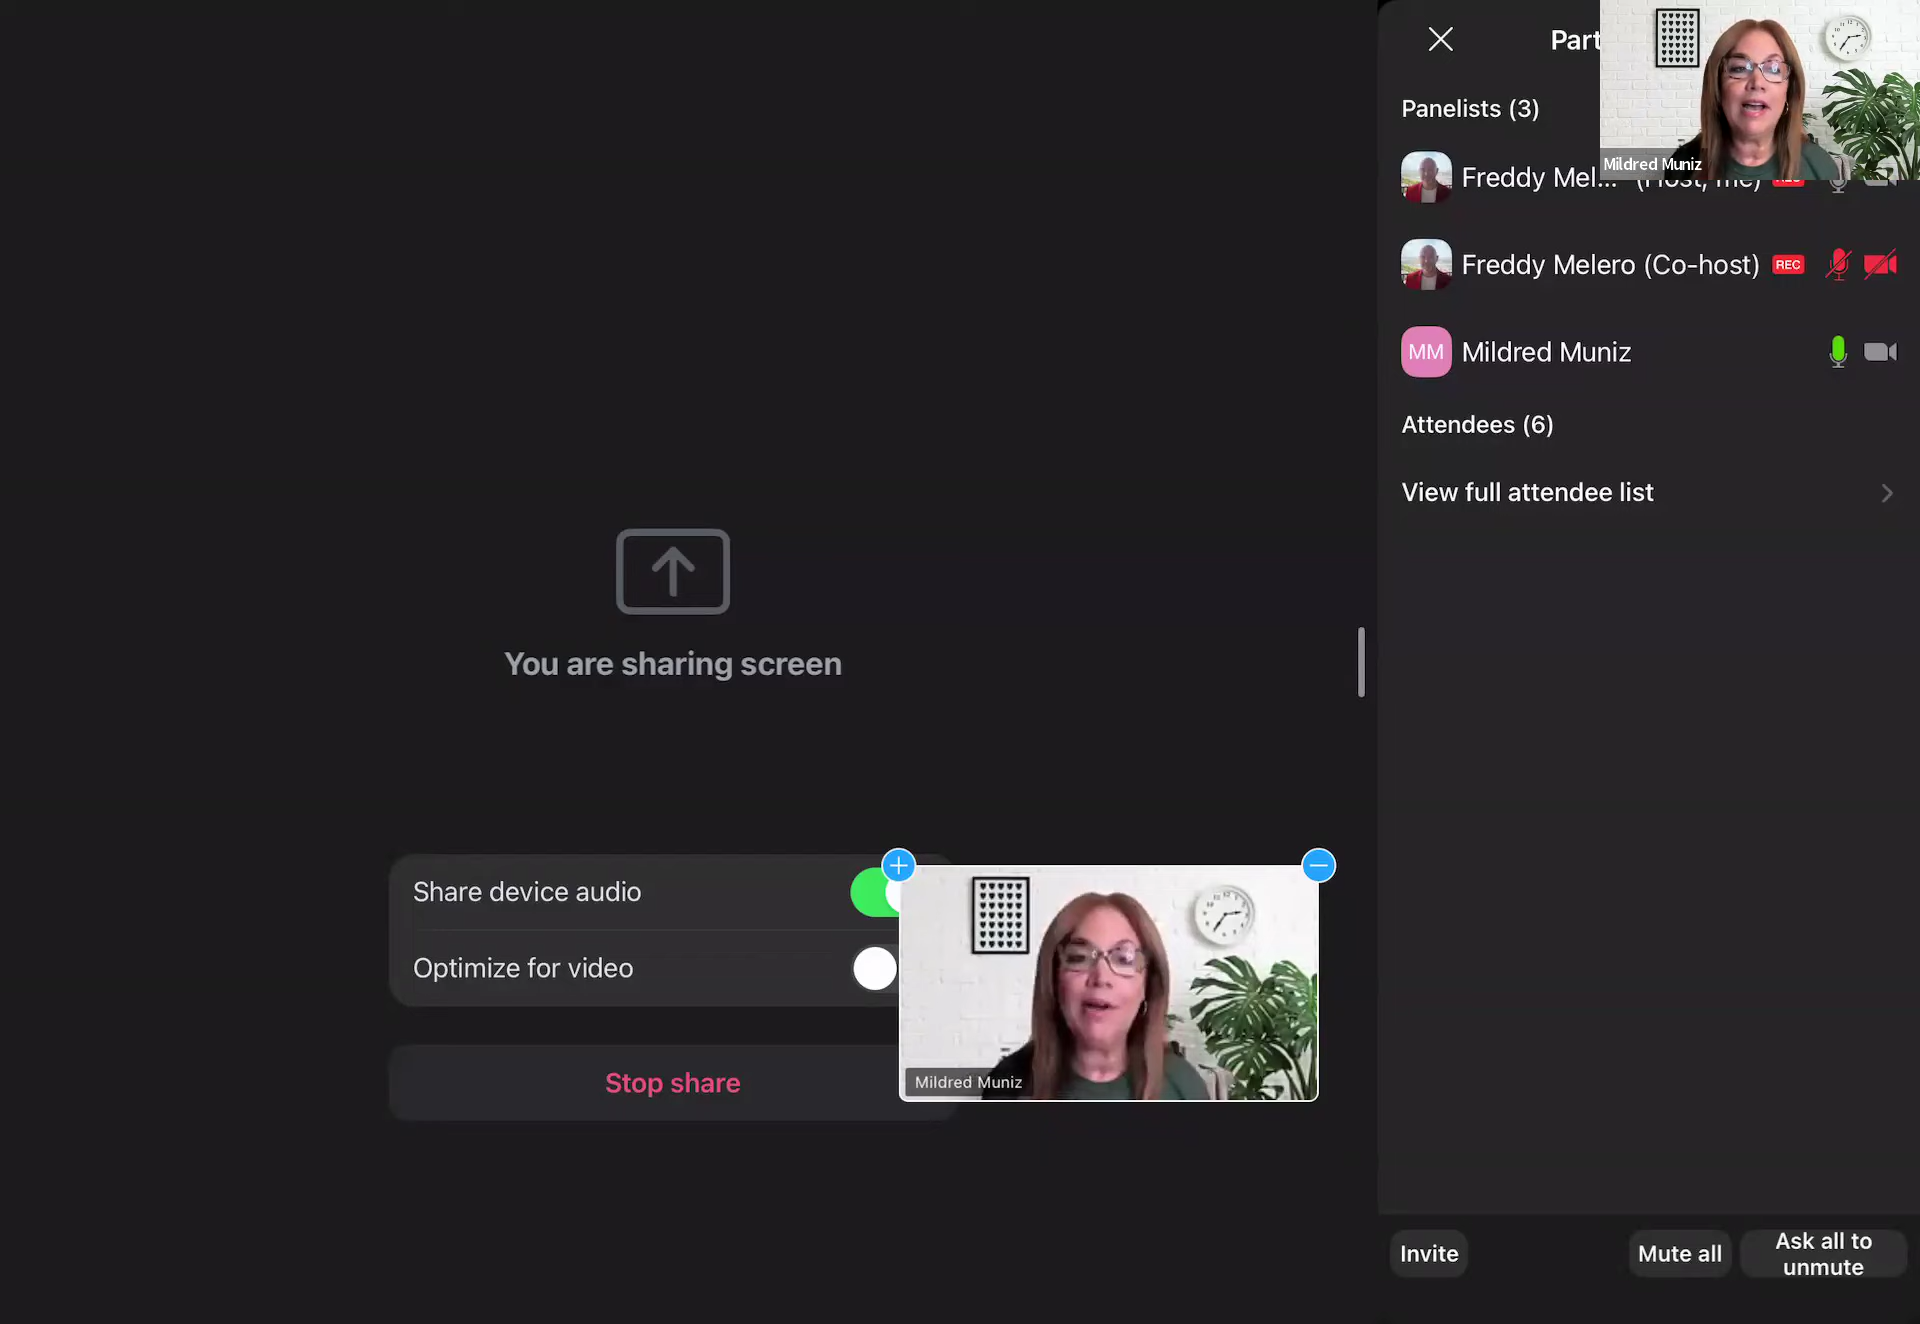 Part
Panelists (3)
Mildred Muniz
Freddy Mel... (Host, me)
Freddy Melero (Co-host) REC
MM Mildred Muniz
Attendees (6)
View full attendee list
You are sharing screen
Share device audio
Optimize for video
Mildred Muniz
Stop share
Invite
Mute all
Ask all to
unmute